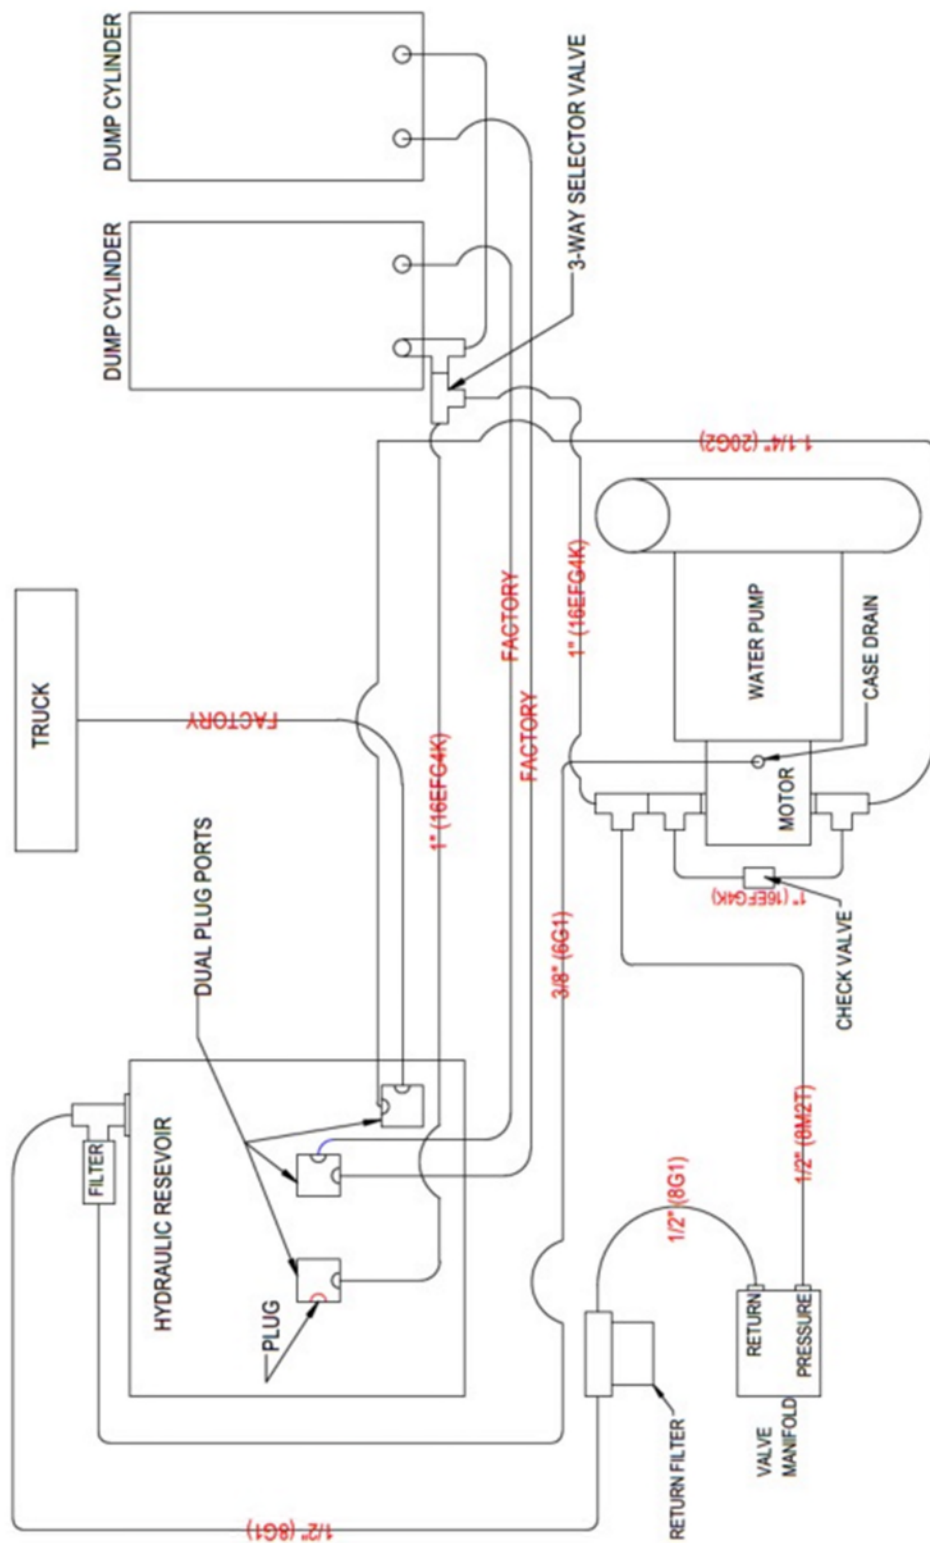 DUMP CYLINDER
DUMP CYLINDER
3-WAY SELECTOR VALVE
TRUCK
FACTORY
1-1/4" (20G2)
1" (16EFG4K)
FACTORY
FACTORY
1" (16EFG4K)
WATER PUMP
CASE DRAIN
MOTOR
DUAL PLUG PORTS
3/8" (6G1)
1" (16EFG4K)
CHECK VALVE
FILTER
HYDRAULIC RESEVOIR
PLUG
1/2" (8G1)
1/2" (8M2T)
RETURN
PRESSURE
VALVE
MANIFOLD
RETURN FILTER
1/2" (8G1)